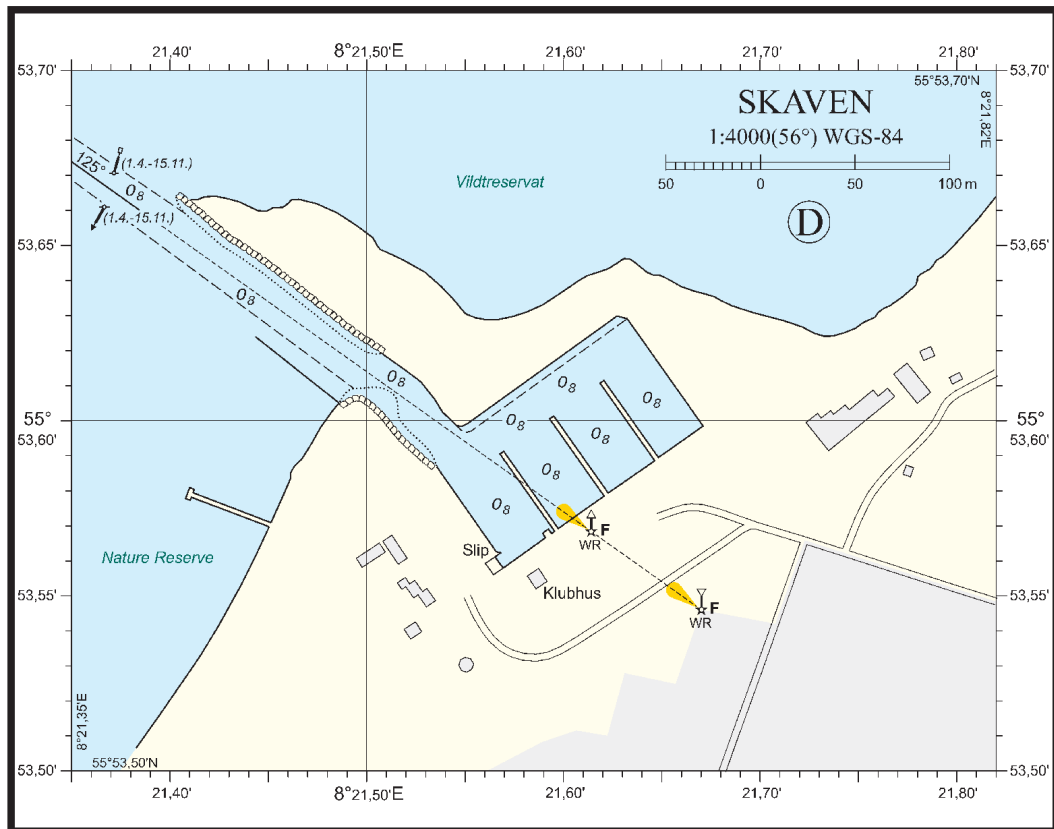 21,40' 8°21,50'E 21,60' 21,70' 21,80'
53,70' 53,70'
55°53,70'N
8°21,82'E
SKAVEN
1:4000(56°) WGS-84
50 0 50 100 m
D
Vildtreservat
125°
(1.4.-15.11.)
0₈
(1.4.-15.11.)
53,65' 53,65'
0₈
0₈
0₈
0₈
0₈
0₈
0₈
0₈
55° 55°
53,60' 53,60'
Nature Reserve
Slip
Klubhus
F
WR
F
WR
53,55' 53,55'
8°21,35'E
55°53,50'N
53,50' 53,50'
21,40' 8°21,50'E 21,60' 21,70' 21,80'